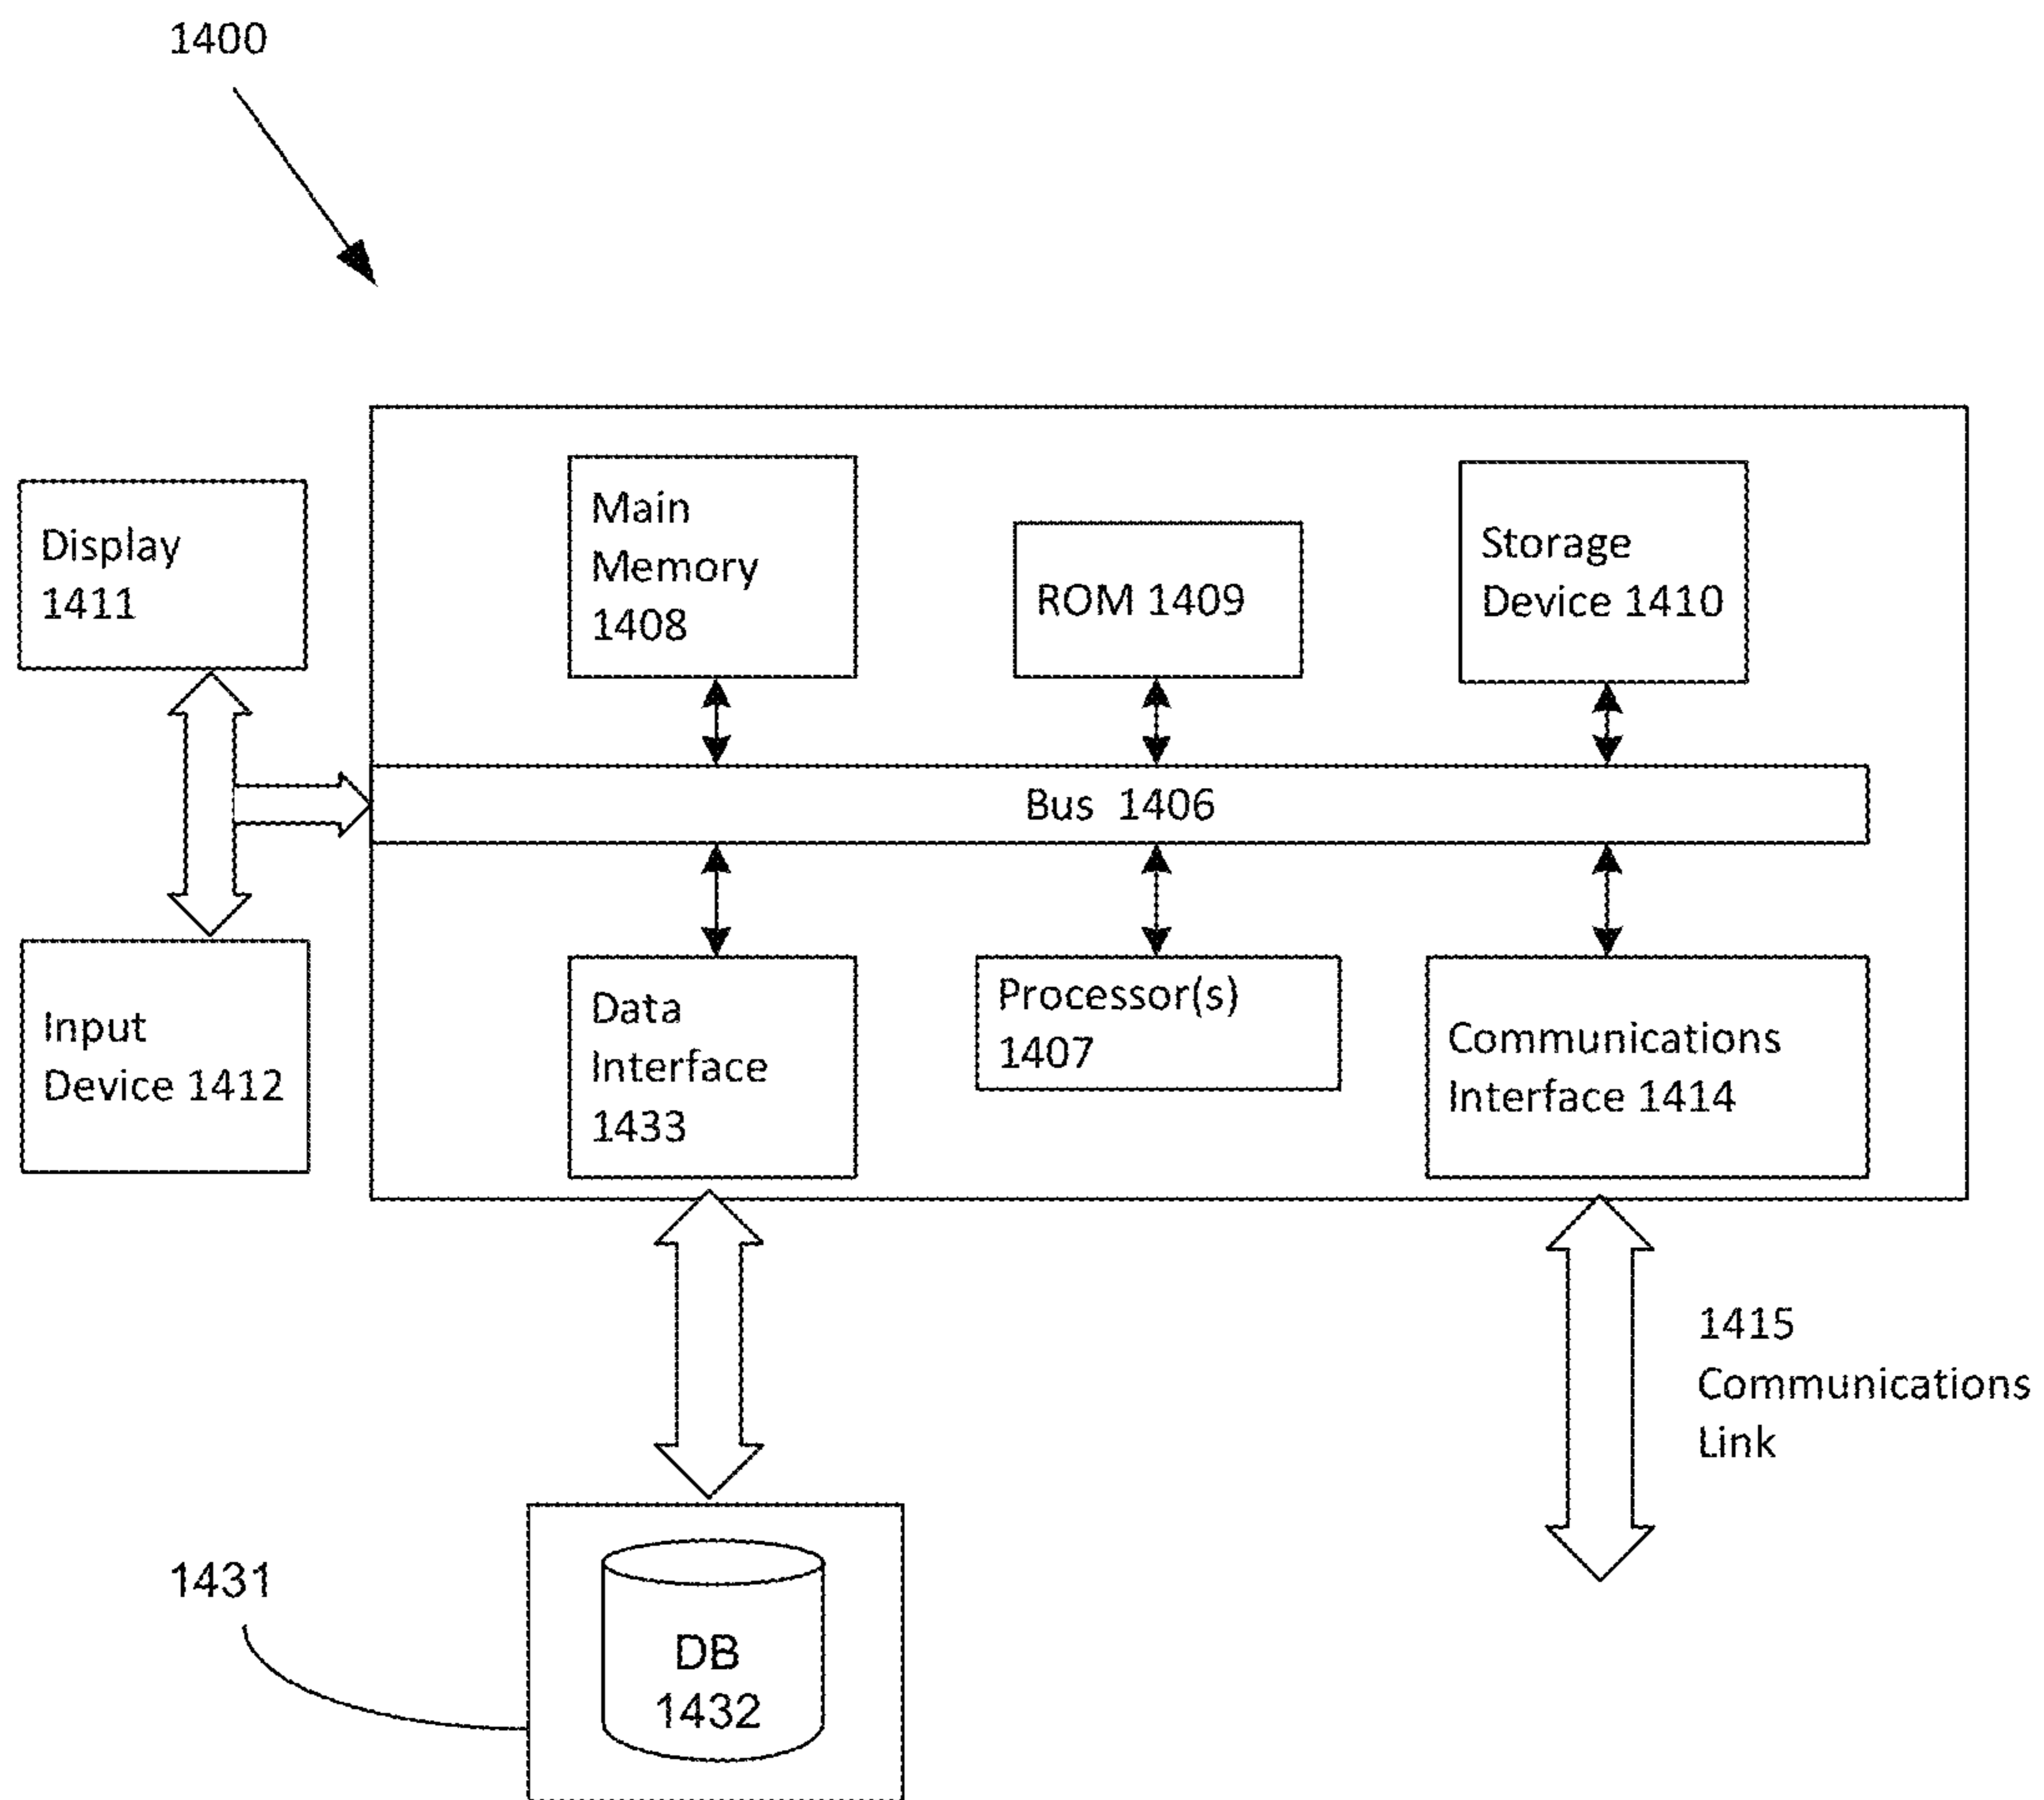 1400
Display
1411
Main
Memory
1408
ROM 1409
Storage
Device 1410
Bus 1406
Input
Device 1412
Data
Interface
1433
Processor(s)
1407
Communications
Interface 1414
1415
Communications
Link
1431
DB
1432